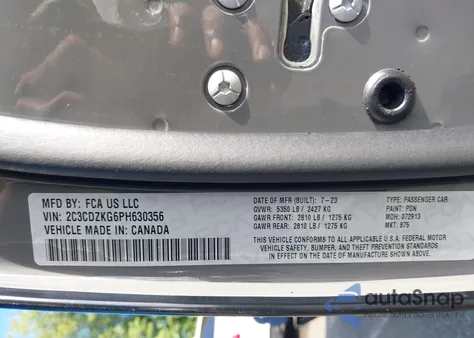 MFD BY: FCA US LLC
VIN: 2C3CDZKG6PH630356
VEHICLE MADE IN: CANADA
DATE OF MFR (BUILT): 7-23
GVWR: 5350 LB / 2427 KG
GAWR FRONT: 2810 LB / 1275 KG
GAWR REAR: 2810 LB / 1275 KG
TYPE: PASSENGER CAR
PAINT: PDN
MDH: 072913
MKT: 875
THIS VEHICLE CONFORMS TO ALL APPLICABLE U.S.A. FEDERAL MOTOR
VEHICLE SAFETY, BUMPER, AND THEFT PREVENTION STANDARDS
IN EFFECT ON THE DATE OF MANUFACTURE SHOWN ABOVE.
autoSnap